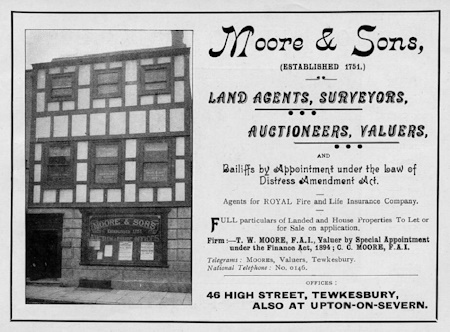 Moore & Sons,
(ESTABLISHED 1751.)
LAND AGENTS, SURVEYORS,
AUCTIONEERS, VALUERS,
AND
Bailiffs by Appointment under the Law of
Distress Amendment Act.
Agents for ROYAL Fire and Life Insurance Company.
FULL particulars of Landed and House Properties To Let or
for Sale on application.
Firm:—T. W. MOORE, F.A.I., Valuer by Special Appointment
under the Finance Act, 1894; C. C. MOORE, F.A.I.
Telegrams: MOORES, Valuers, Tewkesbury.
National Telephone: No. 0146.
OFFICES:
46 HIGH STREET, TEWKESBURY,
ALSO AT UPTON-ON-SEVERN.
MOORE & SONS
ESTABLISHED 1751